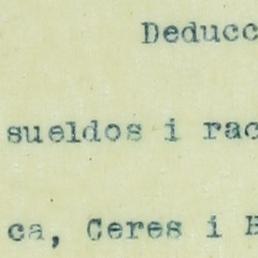 Deducc
sueldos i rac
ca, Ceres i